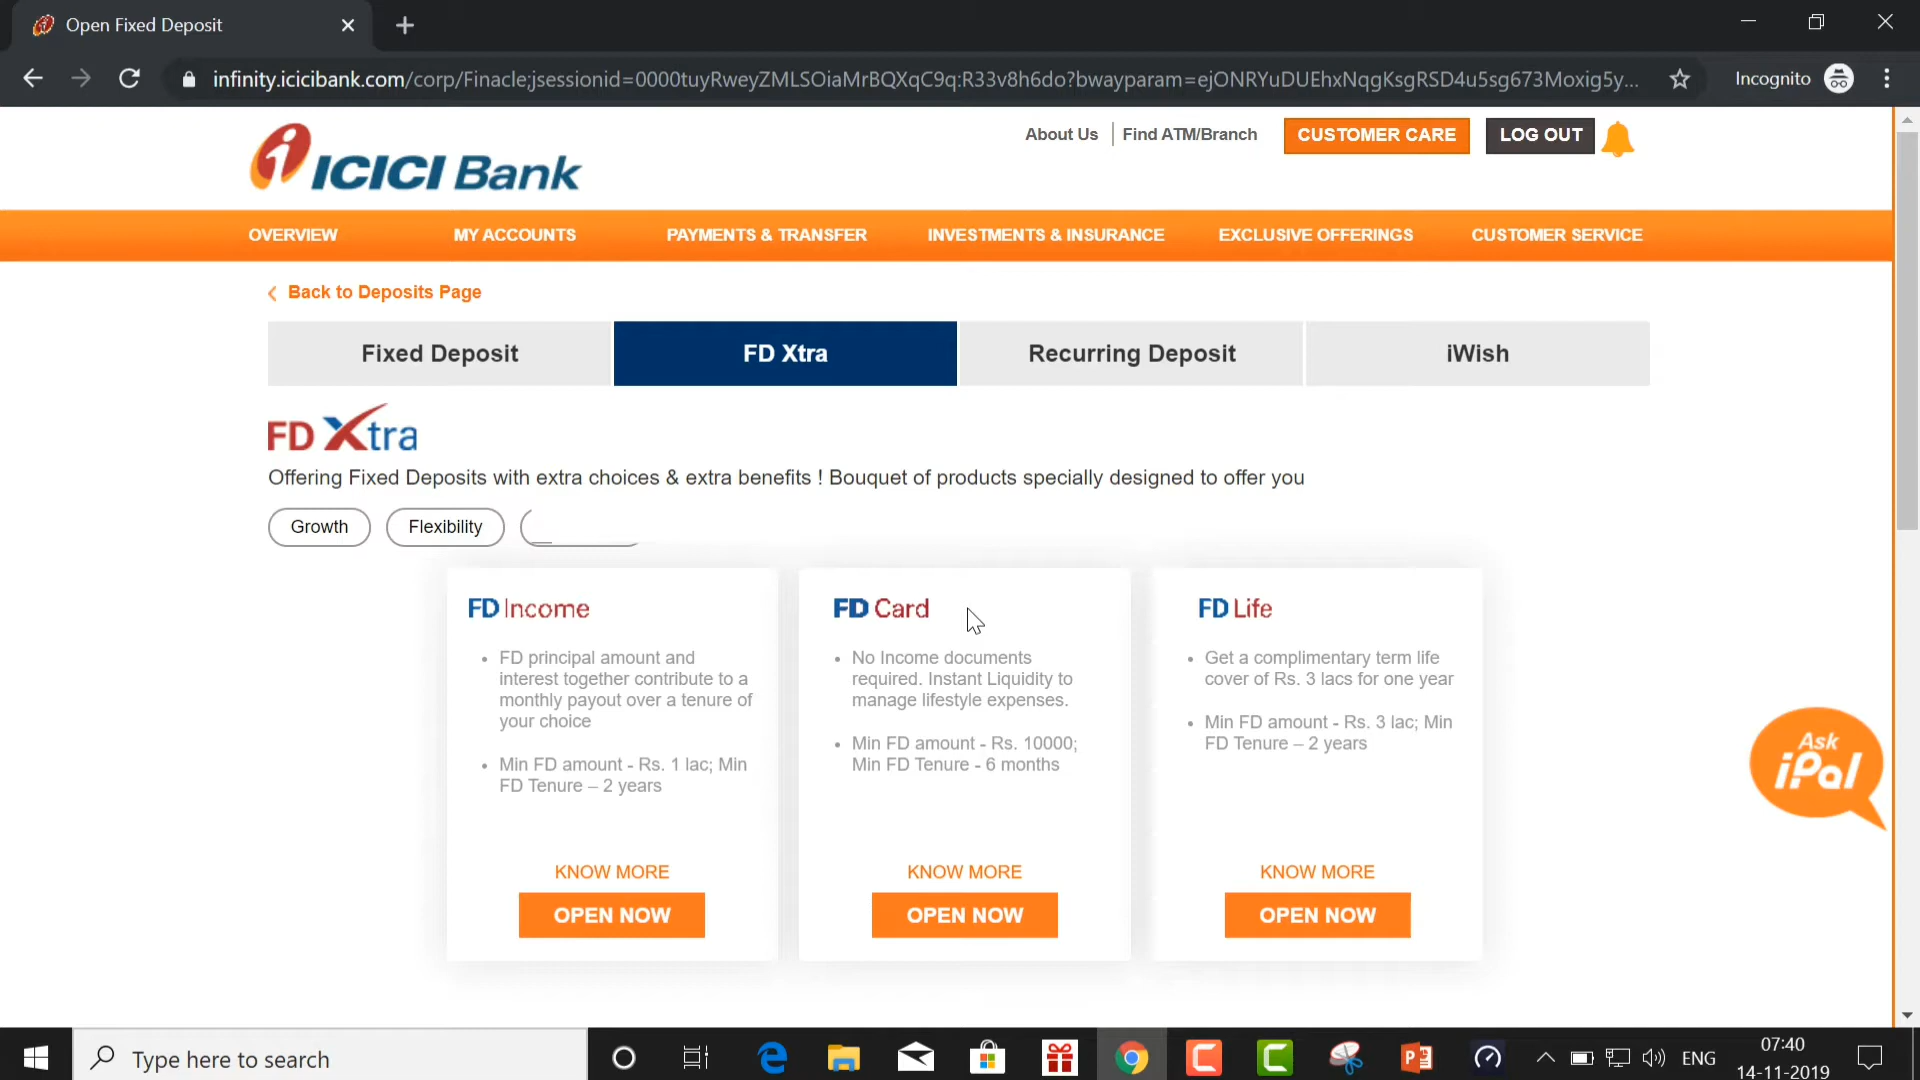 Open Fixed Deposit
infinity.icicibank.com/corp/Finacle;jsessionid=0000tuyRweyZMLSOiaMrBQXqC9q:R33v8h6do?bwayparam=ejONRYuDUEhxNqgKsgRSD4u5sg673Moxig5y...
Incognito
ICICI Bank
About Us
Find ATM/Branch
CUSTOMER CARE
LOG OUT
OVERVIEW
MY ACCOUNTS
PAYMENTS & TRANSFER
INVESTMENTS & INSURANCE
EXCLUSIVE OFFERINGS
CUSTOMER SERVICE
Back to Deposits Page
Fixed Deposit
FD Xtra
Recurring Deposit
iWish
FD Xtra
Offering Fixed Deposits with extra choices & extra benefits ! Bouquet of products specially designed to offer you
Growth
Flexibility
FD Income
FD principal amount and
interest together contribute to a
monthly payout over a tenure of
your choice
Min FD amount - Rs. 1 lac; Min
FD Tenure – 2 years
KNOW MORE
OPEN NOW
FD Card
No Income documents
required. Instant Liquidity to
manage lifestyle expenses.
Min FD amount - Rs. 10000;
Min FD Tenure - 6 months
KNOW MORE
OPEN NOW
FD Life
Get a complimentary term life
cover of Rs. 3 lacs for one year
Min FD amount - Rs. 3 lac; Min
FD Tenure – 2 years
KNOW MORE
OPEN NOW
Ask
iPal
Type here to search
ENG
07:40
14-11-2019